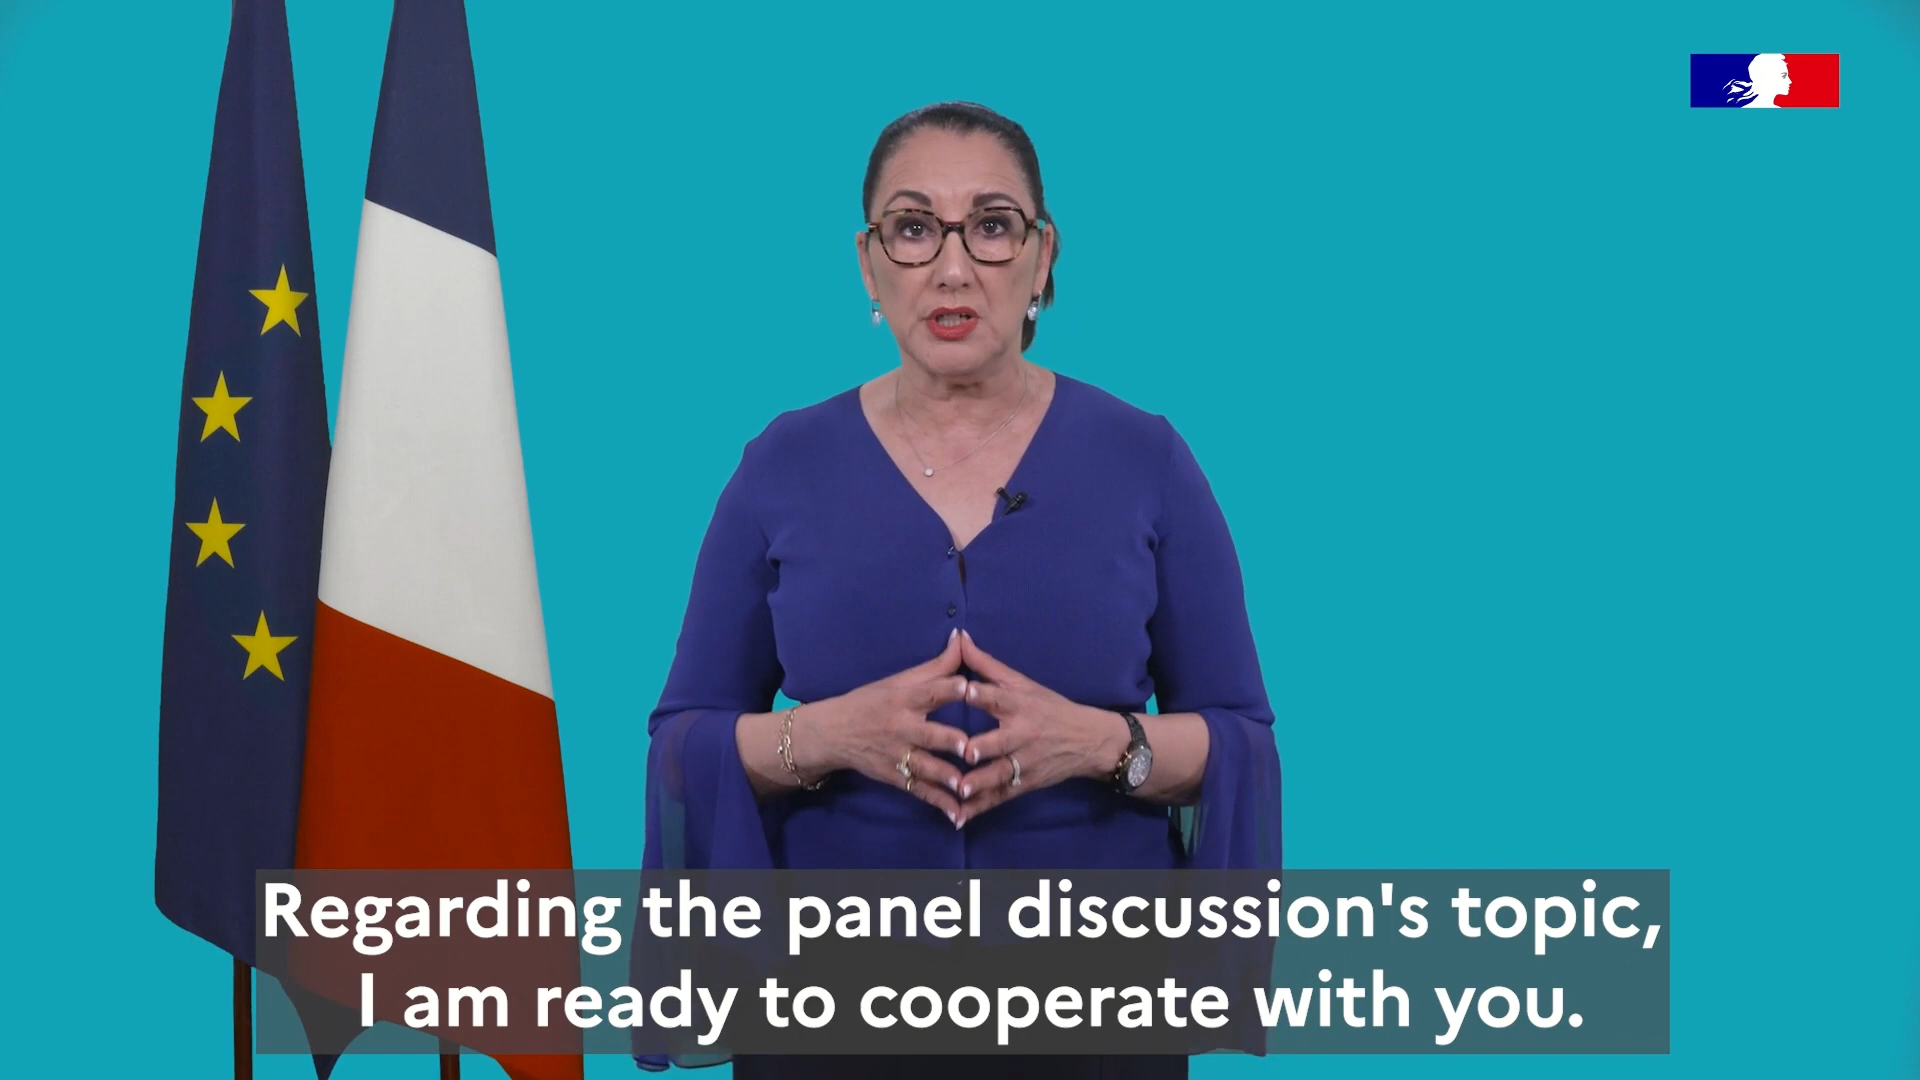 Regarding the panel discussion's topic,
I am ready to cooperate with you.